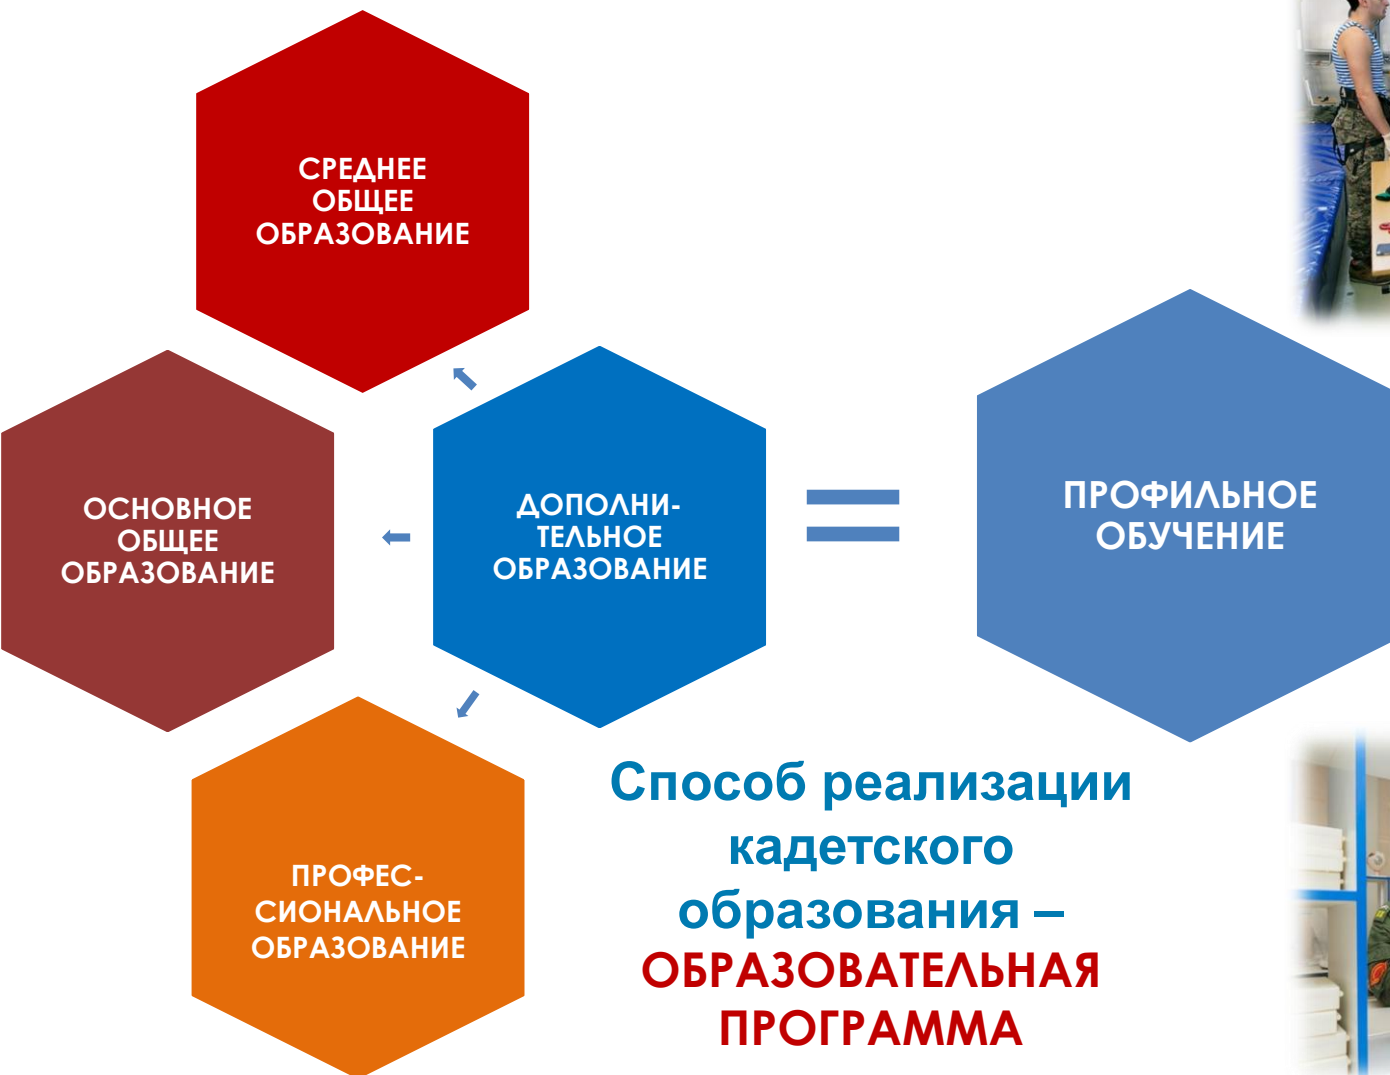 СРЕДНЕЕ
ОБЩЕЕ
ОБРАЗОВАНИЕ
ОСНОВНОЕ
ОБЩЕЕ
ОБРАЗОВАНИЕ
ДОПОЛНИ-
ТЕЛЬНОЕ
ОБРАЗОВАНИЕ
=
ПРОФИЛЬНОЕ
ОБУЧЕНИЕ
ПРОФЕС-
СИОНАЛЬНОЕ
ОБРАЗОВАНИЕ
Способ реализации
кадетского
образования –
ОБРАЗОВАТЕЛЬНАЯ
ПРОГРАММА